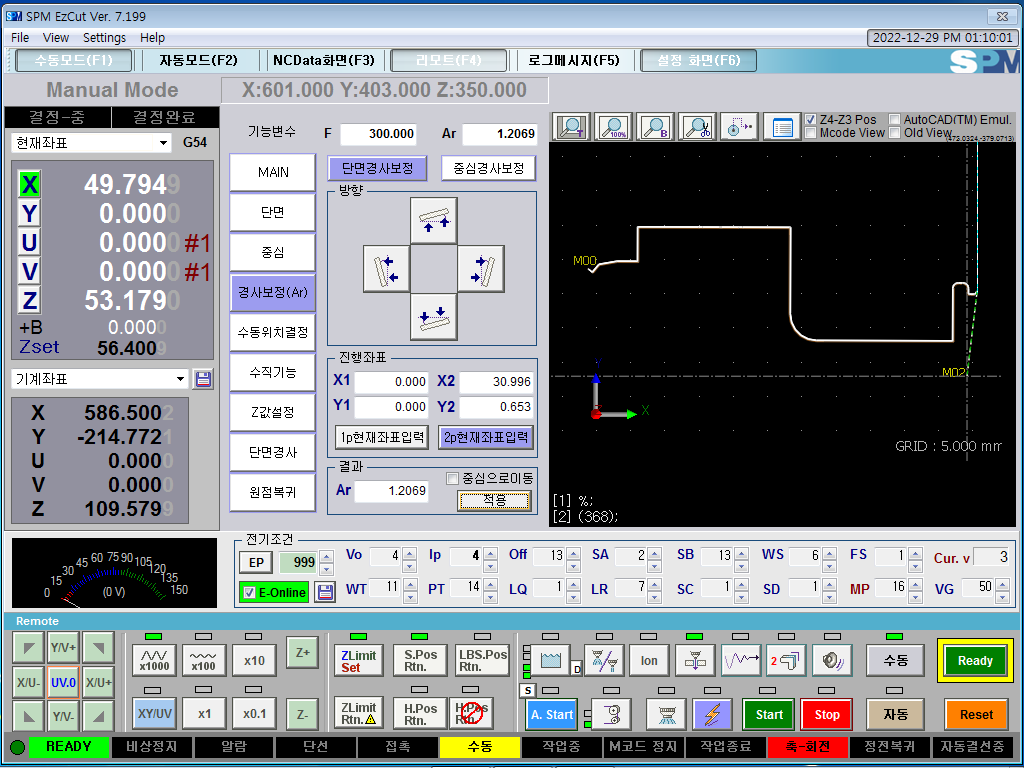 SPM EzCut Ver. 7.199
File View Settings Help
2022-12-29 PM 01:10:01
수동모드(F1) 자동모드(F2) NCData화면(F3) 리모트(F4) 로그메시지(F5) 설정 화면(F6) SPM
Manual Mode X:601.000 Y:403.000 Z:350.000
결정-중 결정완료
현재좌표 G54
X 49.7949
Y 0.0000
U 0.0000 #1
V 0.0000 #1
Z 53.1790
+B 0.0000
Zset 56.4009
기계좌표
X 586.5002
Y -214.7721
U 0.0000
V 0.0000
Z 109.5799
기능변수 F 300.000 Ar 1.2069
MAIN
단면
중심
경사보정(Ar)
수동위치결정
수직기능
Z값설정
단면경사
원점복귀
단면경사보정 중심경사보정
방향
진행좌표
X1 0.000 X2 30.996
Y1 0.000 Y2 0.653
1p현재좌표입력 2p현재좌표입력
결과
중심으로이동
Ar 1.2069
적용
T 100% B
Z4-Z3 Pos AutoCAD(TM) Emul.
Mcode View Old View
(473.0324,-379.0713)
M00
M02
X
GRID : 5.000 mm
[1] %;
[2] (368);
0 15 30 45 60 75 90 105 120 135 150
(0 V)
전기조건
EP 999 Vo 4 Ip 4 Off 13 SA 2 SB 13 WS 6 FS 1 Cur. v 3
E-Online WT 11 PT 14 LQ 1 LR 7 SC 1 SD 1 MP 16 VG 50
Remote
Y/V+
X/U- UV.0 X/U+
Y/V-
x1000 x100 x10 Z+
XY/UV x1 x0.1 Z-
ZLimit Set S.Pos Rtn. LBS.Pos Rtn.
ZLimit Rtn. H.Pos Rtn. H.Pos Rtn.
D Ion 2 수동 Ready
S A. Start Start Stop 자동 Reset
READY 비상정지 알람 단선 접촉 수동 작업중 M코드 정지 작업종료 축-회전 정전복귀 자동결선중